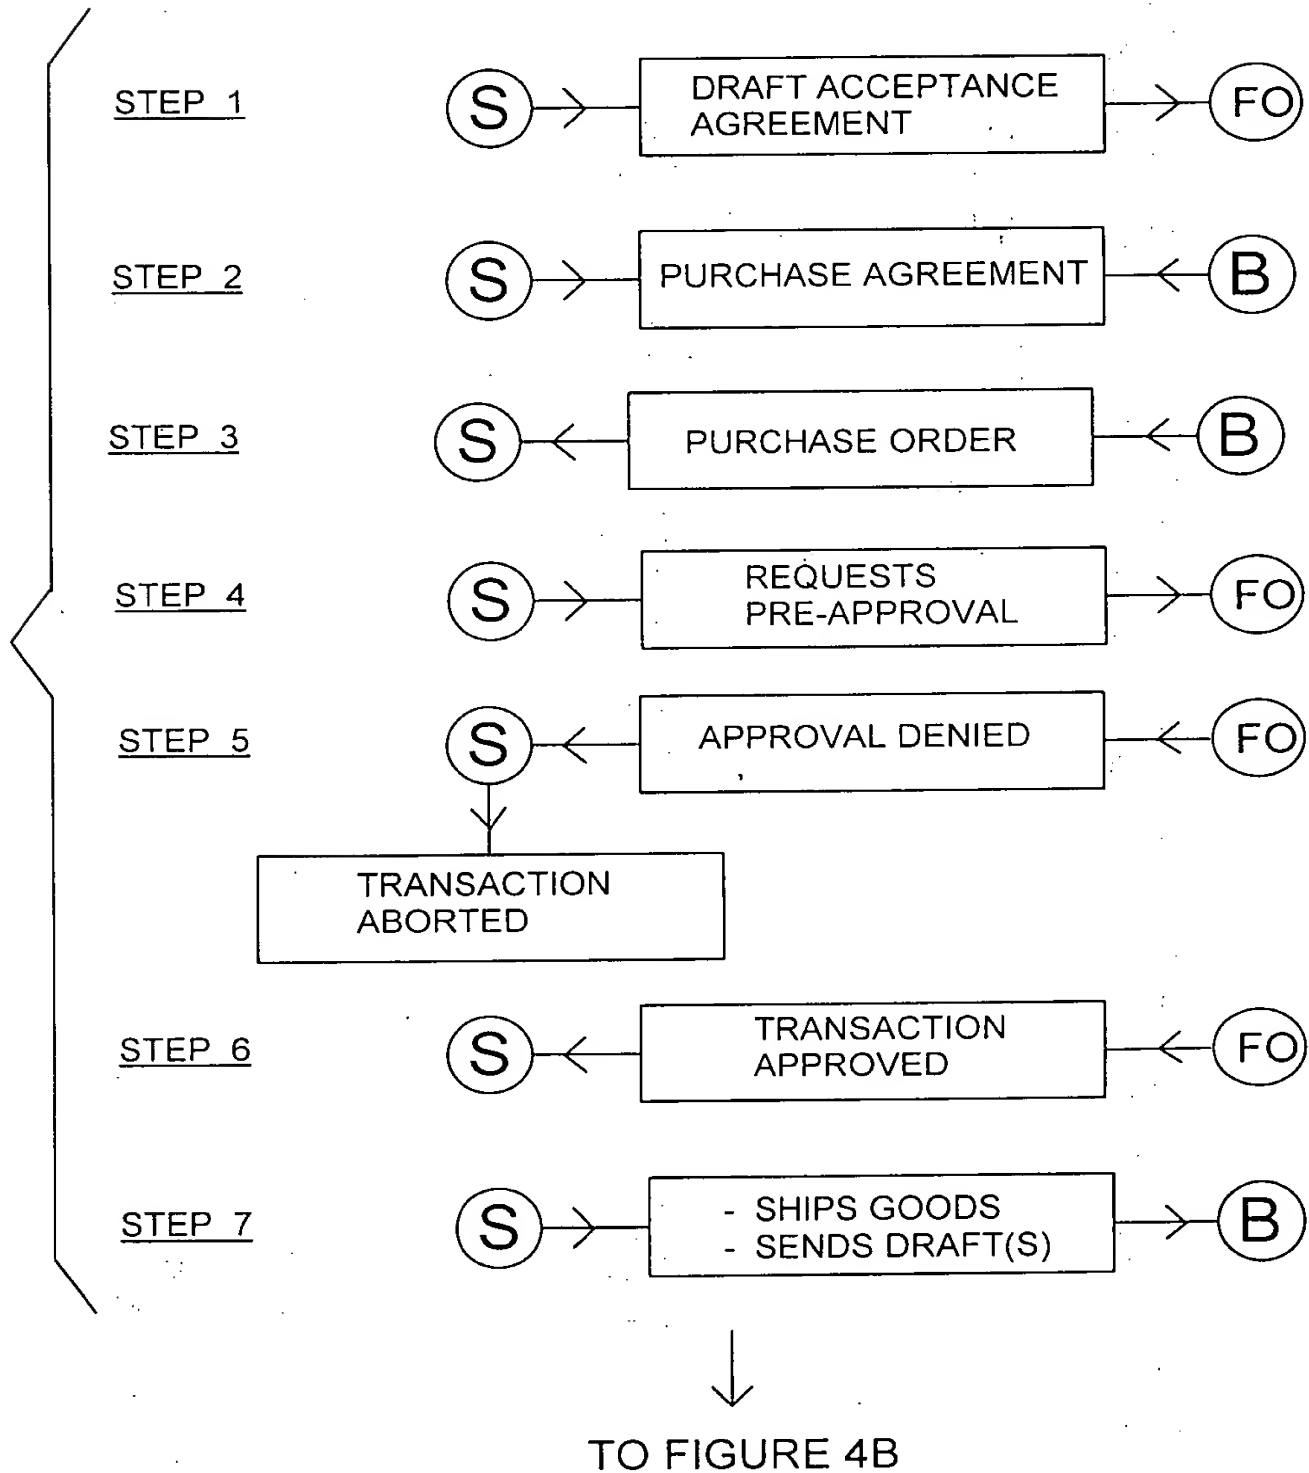 STEP 1
S
DRAFT ACCEPTANCE
AGREEMENT
FO
STEP 2
S
PURCHASE AGREEMENT
B
STEP 3
S
PURCHASE ORDER
B
STEP 4
S
REQUESTS
PRE-APPROVAL
FO
STEP 5
S
APPROVAL DENIED
FO
TRANSACTION
ABORTED
STEP 6
S
TRANSACTION
APPROVED
FO
STEP 7
S
- SHIPS GOODS
- SENDS DRAFT(S)
B
TO FIGURE 4B